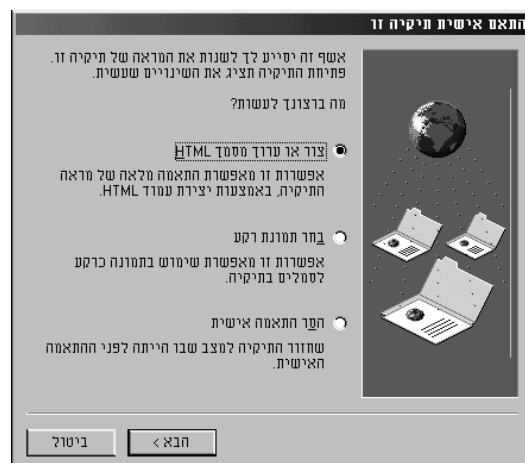 התאם אישית תיקיה זו
אשף זה יסייע לך לשנות את המראה של תיקיה זו.
פתיחת התיקיה תציג את השינויים שעשית.
מה ברצונך לעשות?
צור או ערוך מסמך HTML
אפשרות זו מאפשרת התאמה מלאה של מראה
התיקיה, באמצעות יצירת עמוד HTML.
בחר תמונת רקע
אפשרות זו מאפשרת שימוש בתמונה כרקע
לסמלים בתיקיה.
הסר התאמה אישית
שחזור התיקיה למצב שבו הייתה לפני ההתאמה
האישית.
הבא >
ביטול